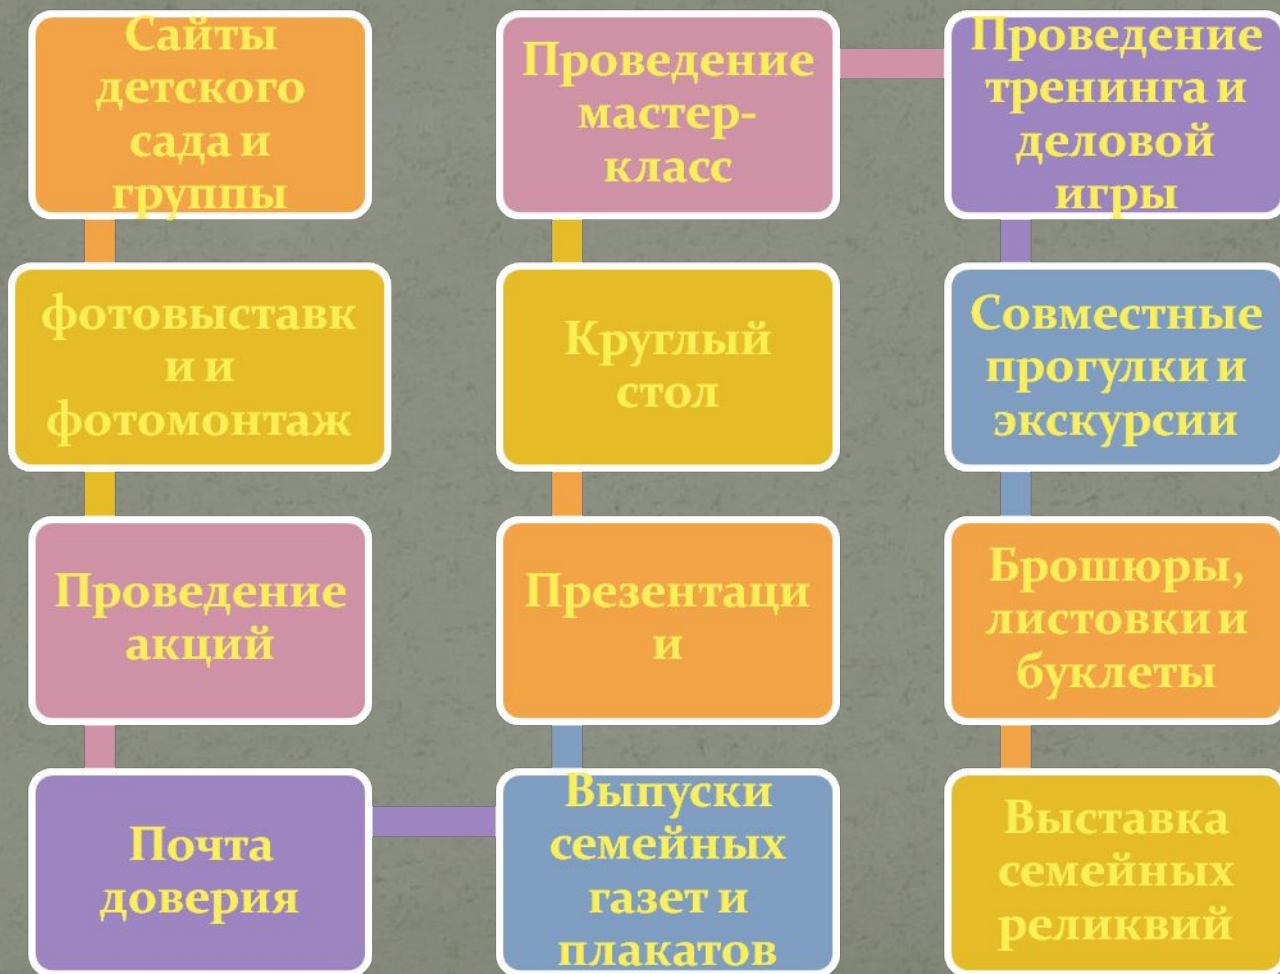 Сайты
детского
сада и
группы
фотовыставк
и и
фотомонтаж
Проведение
акций
Почта
доверия
Выпуски
семейных
газет и
плакатов
Презентаци
и
Круглый
стол
Проведение
мастер-
класс
Проведение
тренинга и
деловой
игры
Совместные
прогулки и
экскурсии
Брошюры,
листовки и
буклеты
Выставка
семейных
реликвий